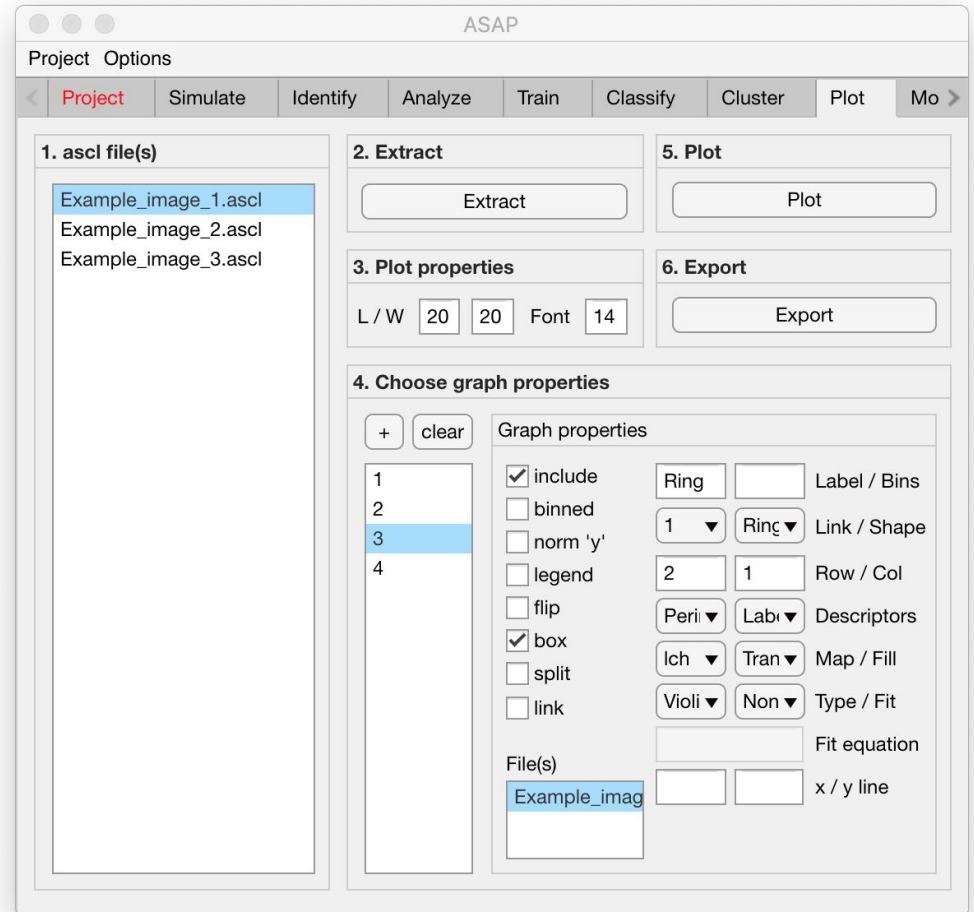 ASAP
Project Options
< Project Simulate Identify Analyze Train Classify Cluster Plot Mo >
1. ascl file(s)
Example_image_1.ascl
Example_image_2.ascl
Example_image_3.ascl
2. Extract
Extract
3. Plot properties
L / W 20 20 Font 14
5. Plot
Plot
6. Export
Export
4. Choose graph properties
+ clear
1
2
3
4
Graph properties
include
binned
norm 'y'
legend
flip
box
split
link
File(s)
Example_imag
Ring Label / Bins
1 Ring Link / Shape
2 1 Row / Col
Peri Labe Descriptors
Ich Tran Map / Fill
Violi Non Type / Fit
Fit equation
x / y line